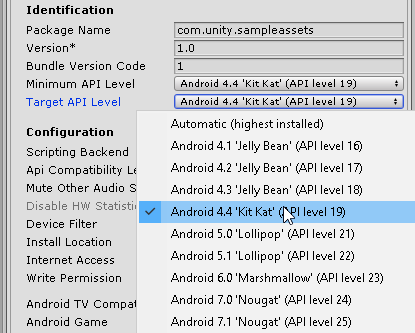 Identification
Package Name com.unity.sampleassets
Version* 1.0
Bundle Version Code 1
Minimum API Level Android 4.4 'Kit Kat' (API level 19)
Target API Level Android 4.4 'Kit Kat' (API level 19)
Automatic (highest installed)
Configuration Android 4.1 'Jelly Bean' (API level 16)
Scripting Backend Android 4.2 'Jelly Bean' (API level 17)
Api Compatibility Le Android 4.3 'Jelly Bean' (API level 18)
Mute Other Audio S
Disable HW Statistic Android 4.4 'Kit Kat' (API level 19)
Device Filter Android 5.0 'Lollipop' (API level 21)
Install Location Android 5.1 'Lollipop' (API level 22)
Internet Access Android 6.0 'Marshmallow' (API level 23)
Write Permission Android 7.0 'Nougat' (API level 24)
Android TV Compat
Android Game Android 7.1 'Nougat' (API level 25)